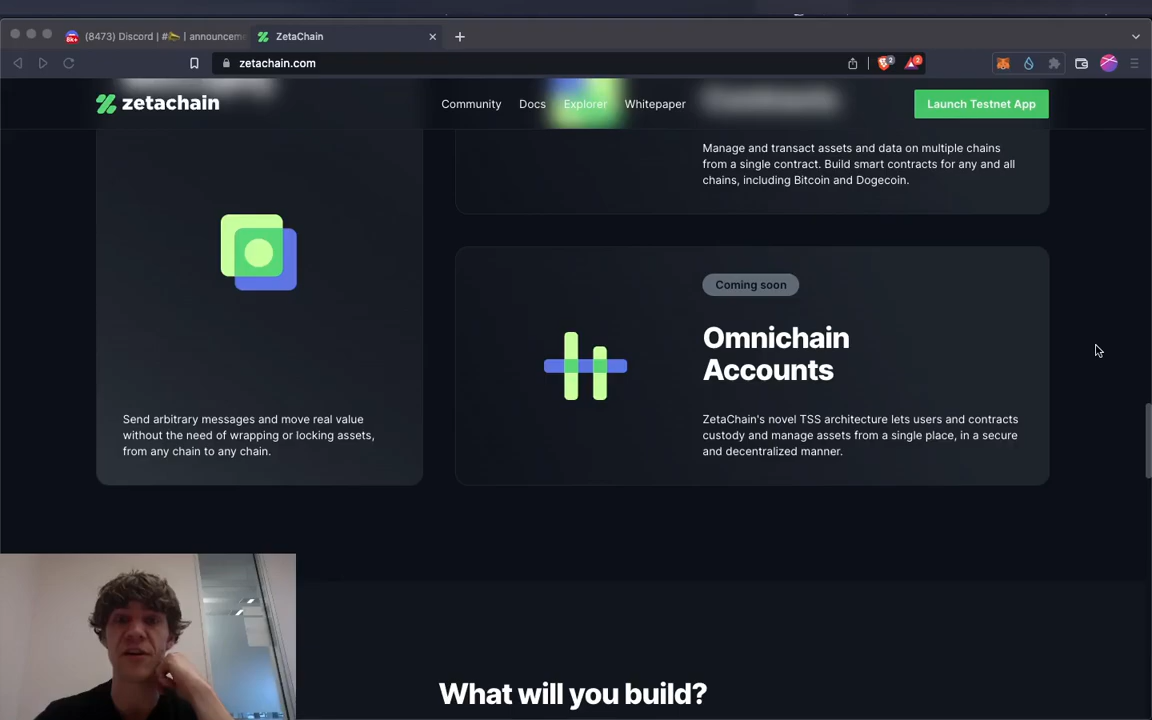 (8473) Discord | #
| announcem
ZetaChain
zetachain.com
2
2
zetachain
Community
Docs
Explorer
Whitepaper
Launch Testnet App
Contracts
Manage and transact assets and data on multiple chains
from a single contract. Build smart contracts for any and all
chains, including Bitcoin and Dogecoin.
Send arbitrary messages and move real value
without the need of wrapping or locking assets,
from any chain to any chain.
Coming soon
Omnichain
Accounts
ZetaChain's novel TSS architecture lets users and contracts
custody and manage assets from a single place, in a secure
and decentralized manner.
What will you build?